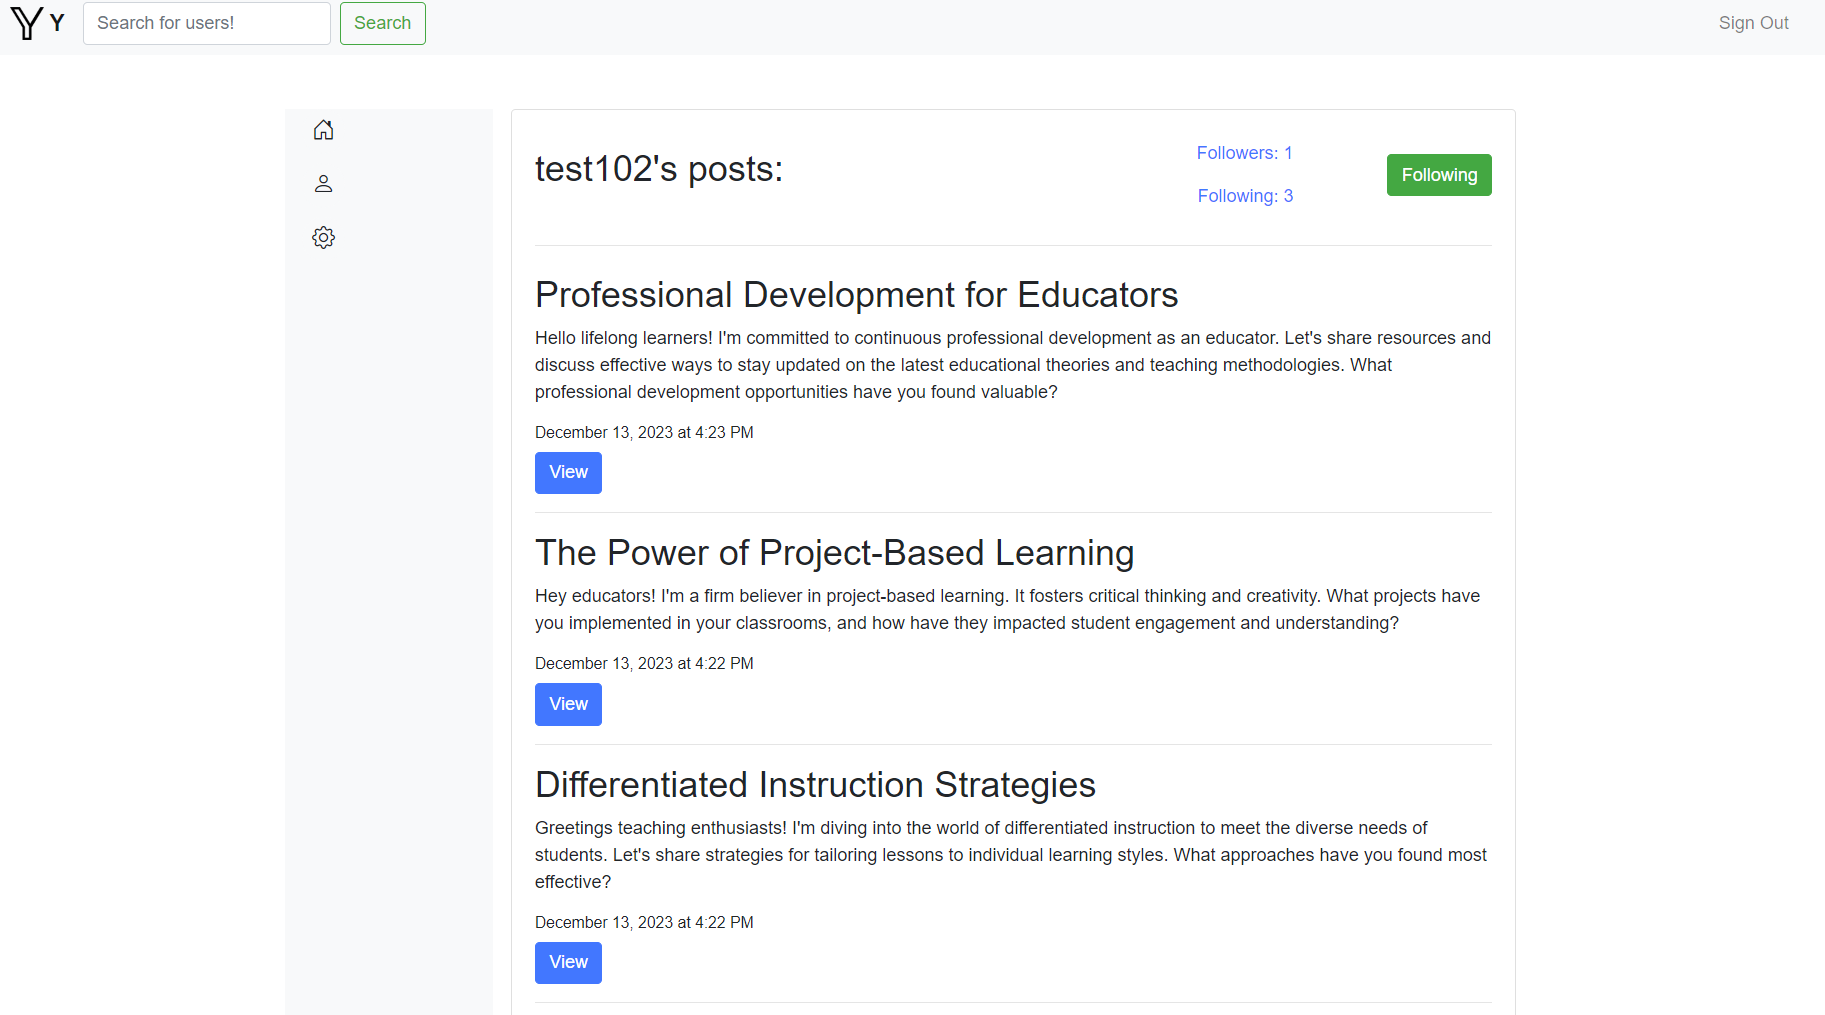 Y Y Search for users! Search Sign Out
test102's posts:
Followers: 1
Following: 3
Following
Professional Development for Educators
Hello lifelong learners! I'm committed to continuous professional development as an educator. Let's share resources and
discuss effective ways to stay updated on the latest educational theories and teaching methodologies. What
professional development opportunities have you found valuable?
December 13, 2023 at 4:23 PM
View
The Power of Project-Based Learning
Hey educators! I'm a firm believer in project-based learning. It fosters critical thinking and creativity. What projects have
you implemented in your classrooms, and how have they impacted student engagement and understanding?
December 13, 2023 at 4:22 PM
View
Differentiated Instruction Strategies
Greetings teaching enthusiasts! I'm diving into the world of differentiated instruction to meet the diverse needs of
students. Let's share strategies for tailoring lessons to individual learning styles. What approaches have you found most
effective?
December 13, 2023 at 4:22 PM
View